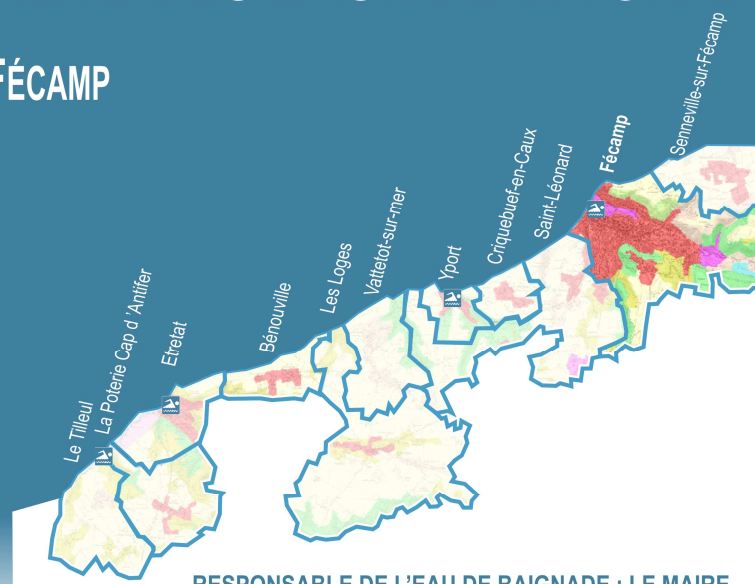 FÉCAMP
Senneville-sur-Fécamp
Fécamp
Saint-Léonard
Criquebuef-en-Caux
Yport
Vattetot-sur-mer
Les Loges
Bénouville
Etretat
La Poterie Cap d 'Antifer
Le Tilleul
RESPONSABLE DE L'EAU DE BAIGNADE : LE MAIRE